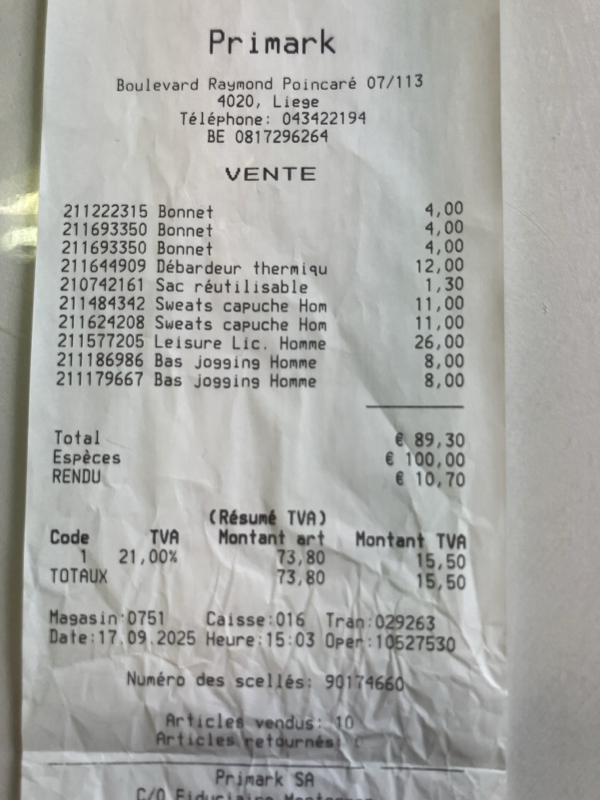 Primark
Boulevard Raymond Poincaré 07/113
4020, Liege
Téléphone: 043422194
BE 0817296264
VENTE
211222315 Bonnet 4,00
211693350 Bonnet 4,00
211693350 Bonnet 4,00
211644909 Débardeur thermiqu 12,00
210742161 Sac réutilisable 1,30
211484342 Sweats capuche Hom 11,00
211624208 Sweats capuche Hom 11,00
211577205 Leisure Lic. Homme 26,00
211186986 Bas jogging Homme 8,00
211179667 Bas jogging Homme 8,00
Total € 89,30
Espèces € 100,00
RENDU € 10,70
(Résumé TVA)
Code TVA Montant art Montant TVA
1 21,00% 73,80 15,50
TOTAUX 73,80 15,50
Magasin:0751 Caisse:016 Tran:029263
Date:17.09.2025 Heure:15:03 Oper:10527530
Numéro des scellés: 90174660
Articles vendus: 10
Articles retournés:
Primark SA
C/O Fiduciaire